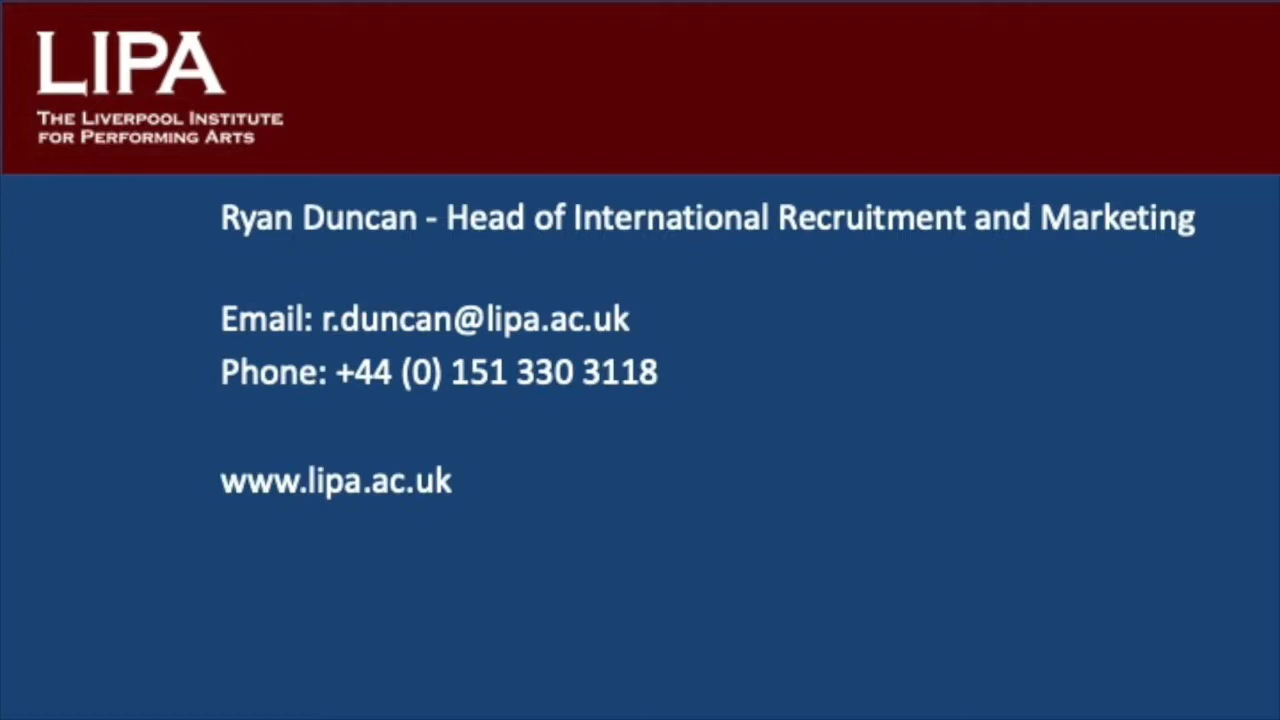 LIPA
THE LIVERPOOL INSTITUTE
FOR PERFORMING ARTS
Ryan Duncan - Head of International Recruitment and Marketing
Email: r.duncan@lipa.ac.uk
Phone: +44 (0) 151 330 3118
www.lipa.ac.uk